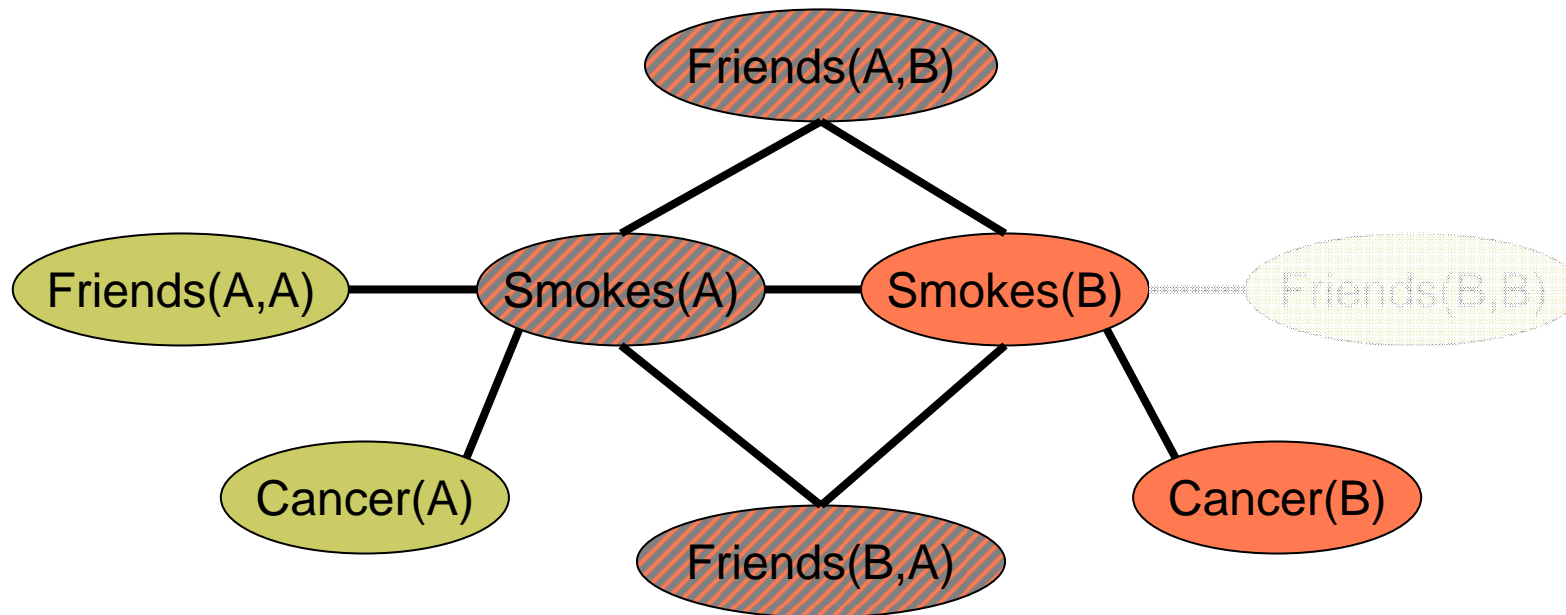 Friends(A,B)
Friends(A,A)
Smokes(A)
Smokes(B)
Friends(B,B)
Cancer(A)
Cancer(B)
Friends(B,A)